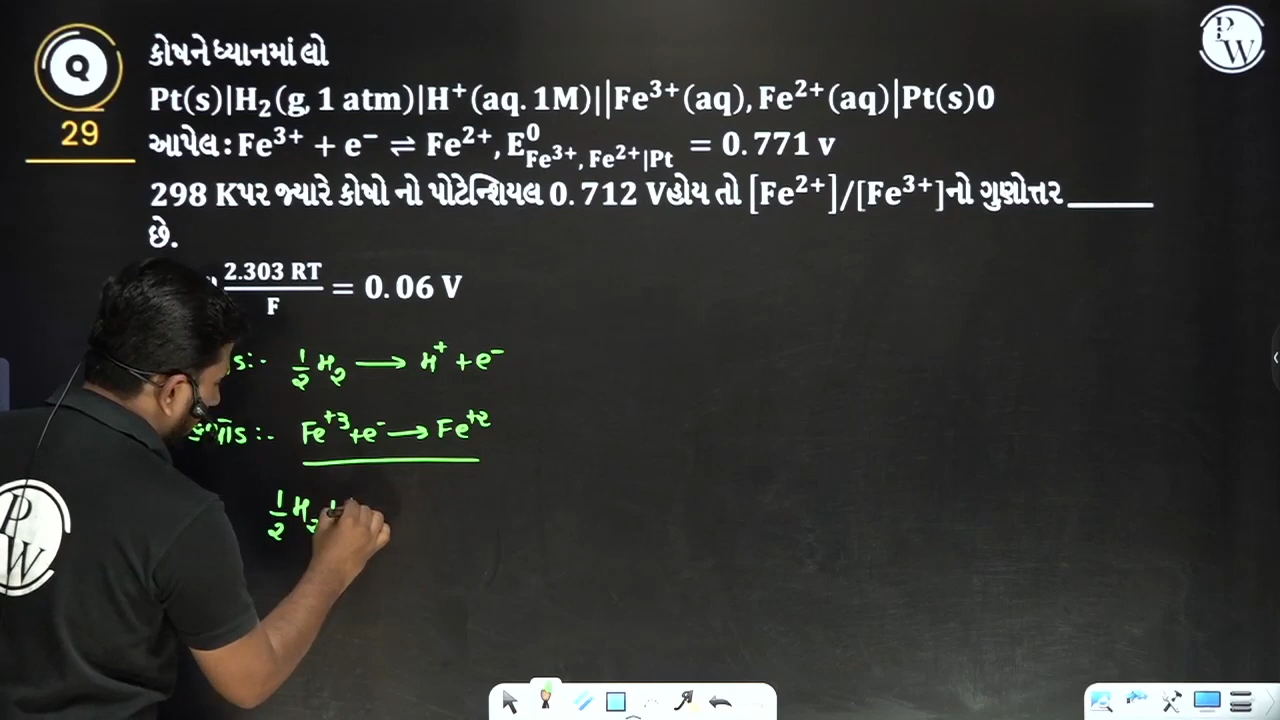 Q
29
કોષને ધ્યાનમાં લો
Pt(s)|H₂(g, 1 atm)|H⁺(aq. 1M)||Fe³⁺(aq), Fe²⁺(aq)|Pt(s)0
આપેલ: Fe³⁺ + e⁻ ⇌ Fe²⁺, E⁰Fe³⁺, Fe²⁺|Pt = 0.771 v
298 Kપર જ્યારે કોષો નો પોટેન્શિયલ 0.712 Vહોય તો [Fe²⁺]/[Fe³⁺]નો ગુણોત્તર ______
છે.
2.303 RT/F = 0.06 V
½ H₂ ⟶ H⁺ + e⁻
Fe⁺³ + e⁻ ⟶ Fe⁺²
½ H₂
PW
PW